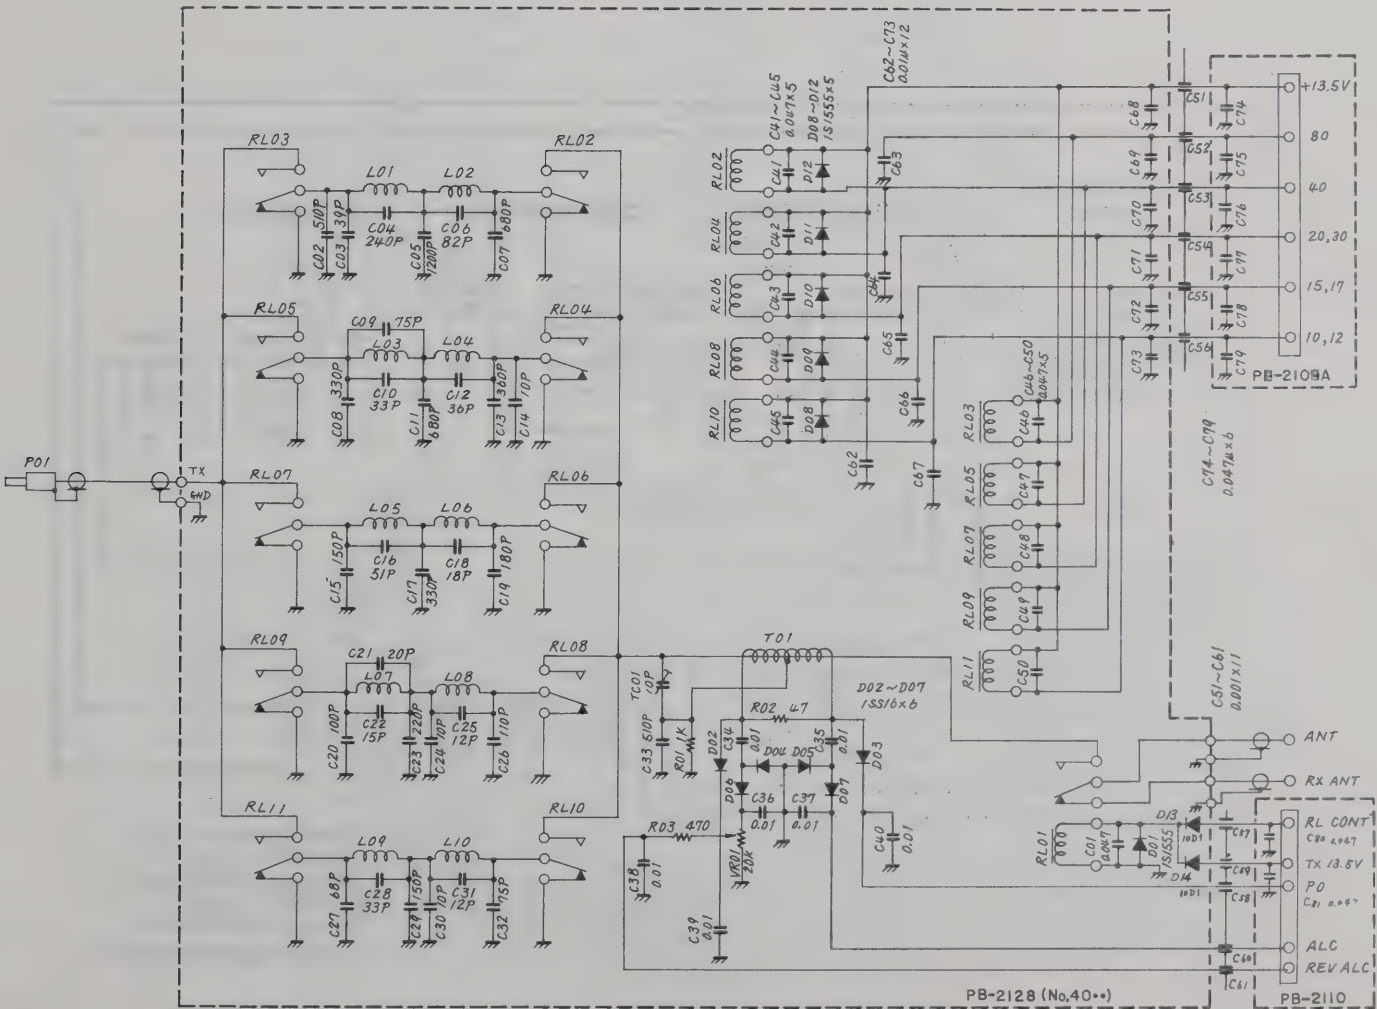 C62~C73
0.01μ×12
C41~C45
0.047×5
D08~D12
1S1555×5
C68
C51
C74
+13.5V
C69
C52
C75
80
C70
C53
C76
40
C71
C54
C77
20,30
C72
C55
C78
15,17
C73
C56
C79
10,12
PB-2108A
RL03
RL02
L01
L02
C02 510P
C03 39P
C04
240P
C05
1200P
C06
82P
C07 680P
RL02
C41
D12
C63
RL04
C42
D11
C64
RL06
C43
D10
C65
RL08
C44
D09
C66
RL10
C45
D08
C62
C67
RL05
RL04
C09 75P
L03
L04
C08 330P
C10
33P
C11
680P
C12
36P
C13 360P
C14 10P
C46~C50
0.047×5
RL03
C46
RL05
C47
RL07
C48
RL09
C49
RL11
C50
C74~C79
0.047μ×6
P01
TX
GND
RL07
RL06
L05
L06
C15 150P
C16
51P
C17
330P
C18
18P
C19 180P
RL09
RL08
C21 20P
L07
L08
C20 100P
C22
15P
C23 220P
C24 10P
C25
12P
C26 110P
T01
TC01
10P
C33 510P
R01 1K
D02
R02 47
C34
0.01
C35
0.01
D03
D02~D07
1SS16×6
D04
D05
D06
D07
C36
0.01
C37
0.01
C40
0.01
C51~C61
0.001×11
ANT
RX ANT
RL11
RL10
L09
L10
C27 68P
C28
33P
C29 150P
C30 10P
C31
12P
C32 75P
R03 470
VR01
20K
C38
0.01
C39
0.01
RL01
C01
0.047
D01
1S1555
D13
10D1
D14
10D1
C57
C59
C58
C60
C61
RL CONT
C80 0.047
TX 13.5V
PO
C81 0.047
ALC
REV ALC
PB-2128 (No,40••)
PB-2110